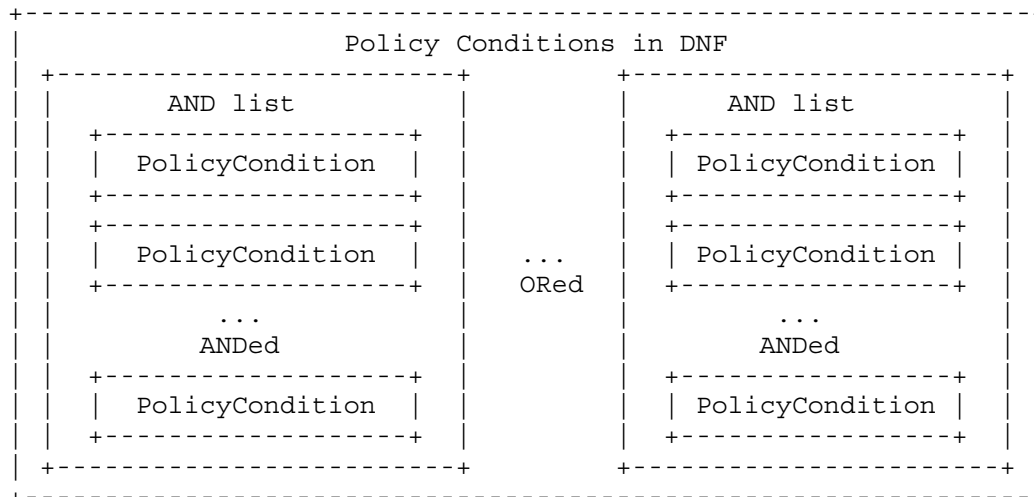 Policy Conditions in DNF
AND list AND list
PolicyCondition PolicyCondition
PolicyCondition ... PolicyCondition
ORed
... ...
ANDed ANDed
PolicyCondition PolicyCondition